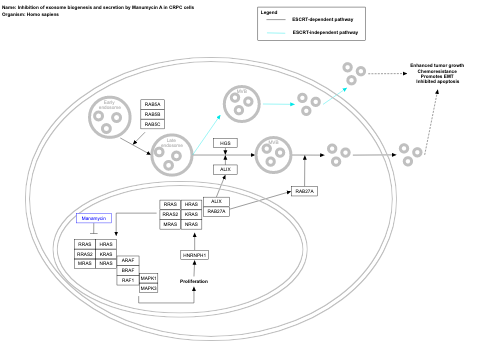 Name: Inhibition of exosome biogenesis and secretion by Manumycin A in CRPC cells
Organism: Homo sapiens
Legend
ESCRT-dependent pathway
ESCRT-independent pathway
Enhanced tumor growth
Chemoresistance
Promotes EMT
Inhibited apoptosis
MVB
Early
endosome
RAB5A
RAB5B
RAB5C
Late
endosome
HGS
MVB
ALIX
RAB27A
RRAS HRAS
RRAS2 KRAS
MRAS NRAS
ALIX
RAB27A
Manumycin
RRAS HRAS
RRAS2 KRAS
MRAS NRAS
HNRNPH1
ARAF
BRAF
RAF1
MAPK1
MAPK3
Proliferation